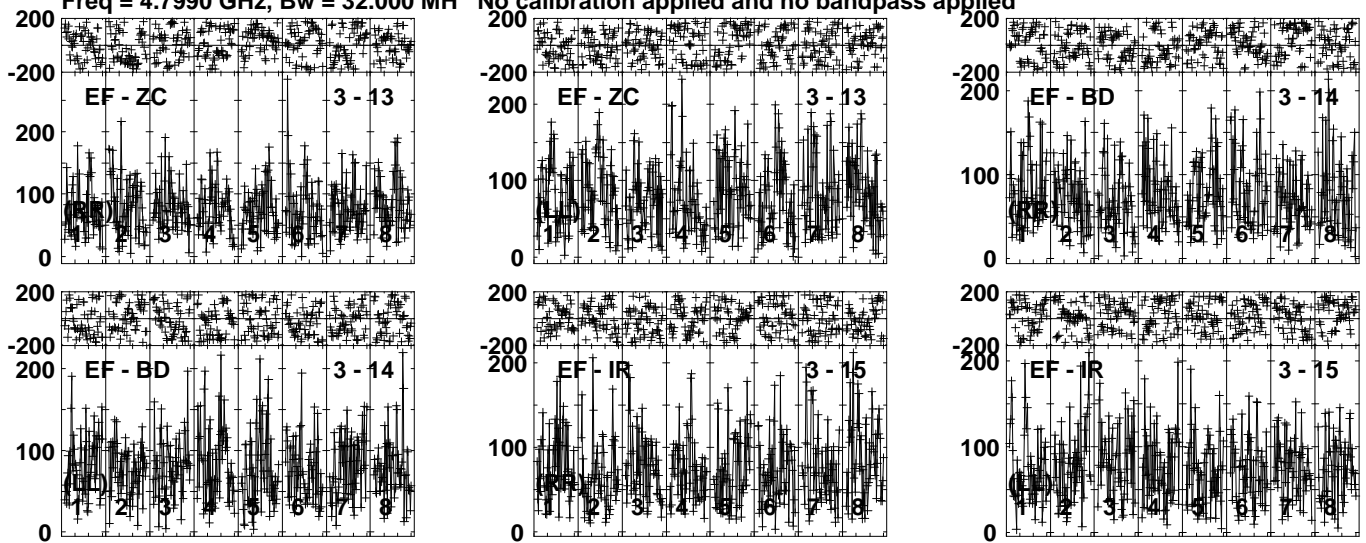 Freq = 4.7990 GHz, Bw = 32.000 MH No calibration applied and no bandpass applied
200
-200
EF - ZC 3 - 13
200
100
(RR)
1 2 3 4 5 6 7 8
0
EF - ZC 3 - 13
200
100
(LL)
1 2 3 4 5 6 7 8
0
200
-200
EF - BD 3 - 14
200
100
(RR)
1 2 3 4 5 6 7 8
0
200
-200
EF - BD 3 - 14
200
100
(LL)
1 2 3 4 5 6 7 8
0
200
-200
EF - IR 3 - 15
200
100
(RR)
1 2 3 4 5 6 7 8
0
200
-200
EF - IR 3 - 15
200
100
(LL)
1 2 3 4 5 6 7 8
0